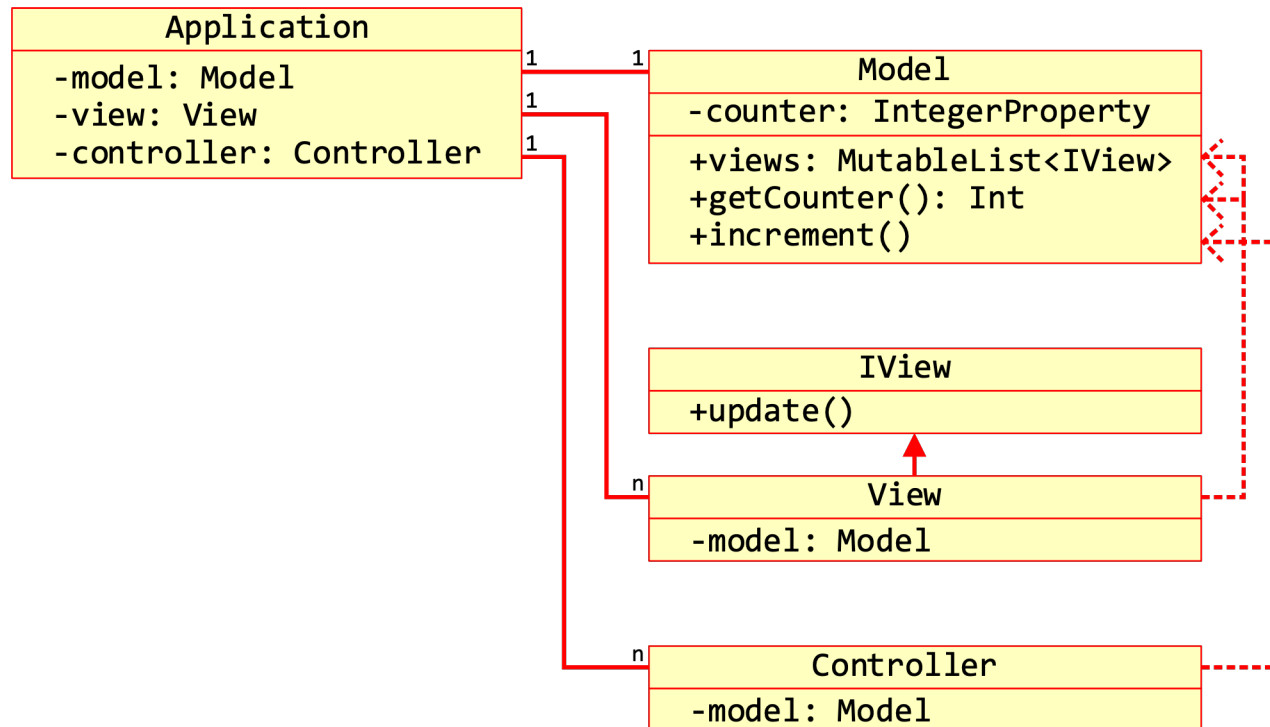 Application
-model: Model
-view: View
-controller: Controller
1
1
1
1
Model
-counter: IntegerProperty
+views: MutableList<IView>
+getCounter(): Int
+increment()
IView
+update()
n
View
-model: Model
n
Controller
-model: Model